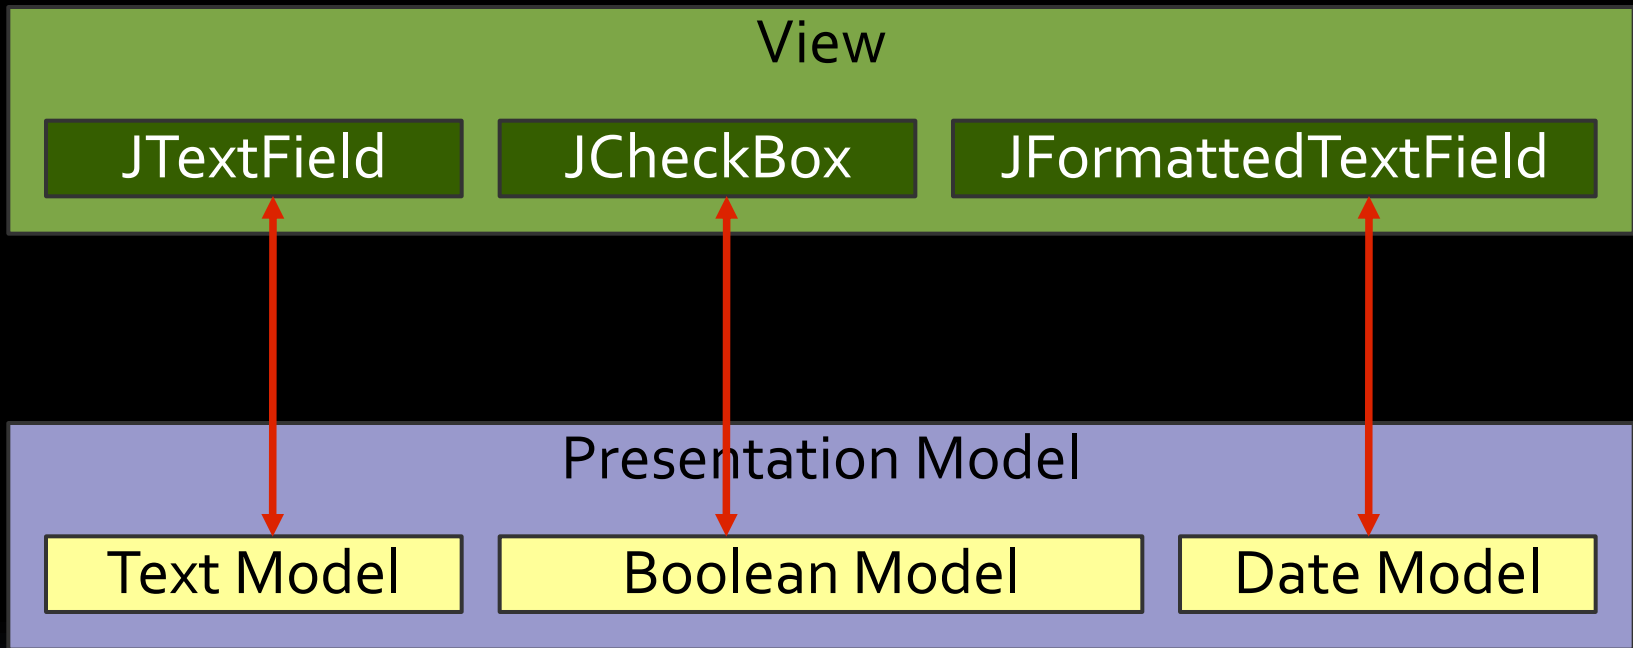 View
JTextField
JCheckBox
JFormattedTextField
Presentation Model
Text Model
Boolean Model
Date Model